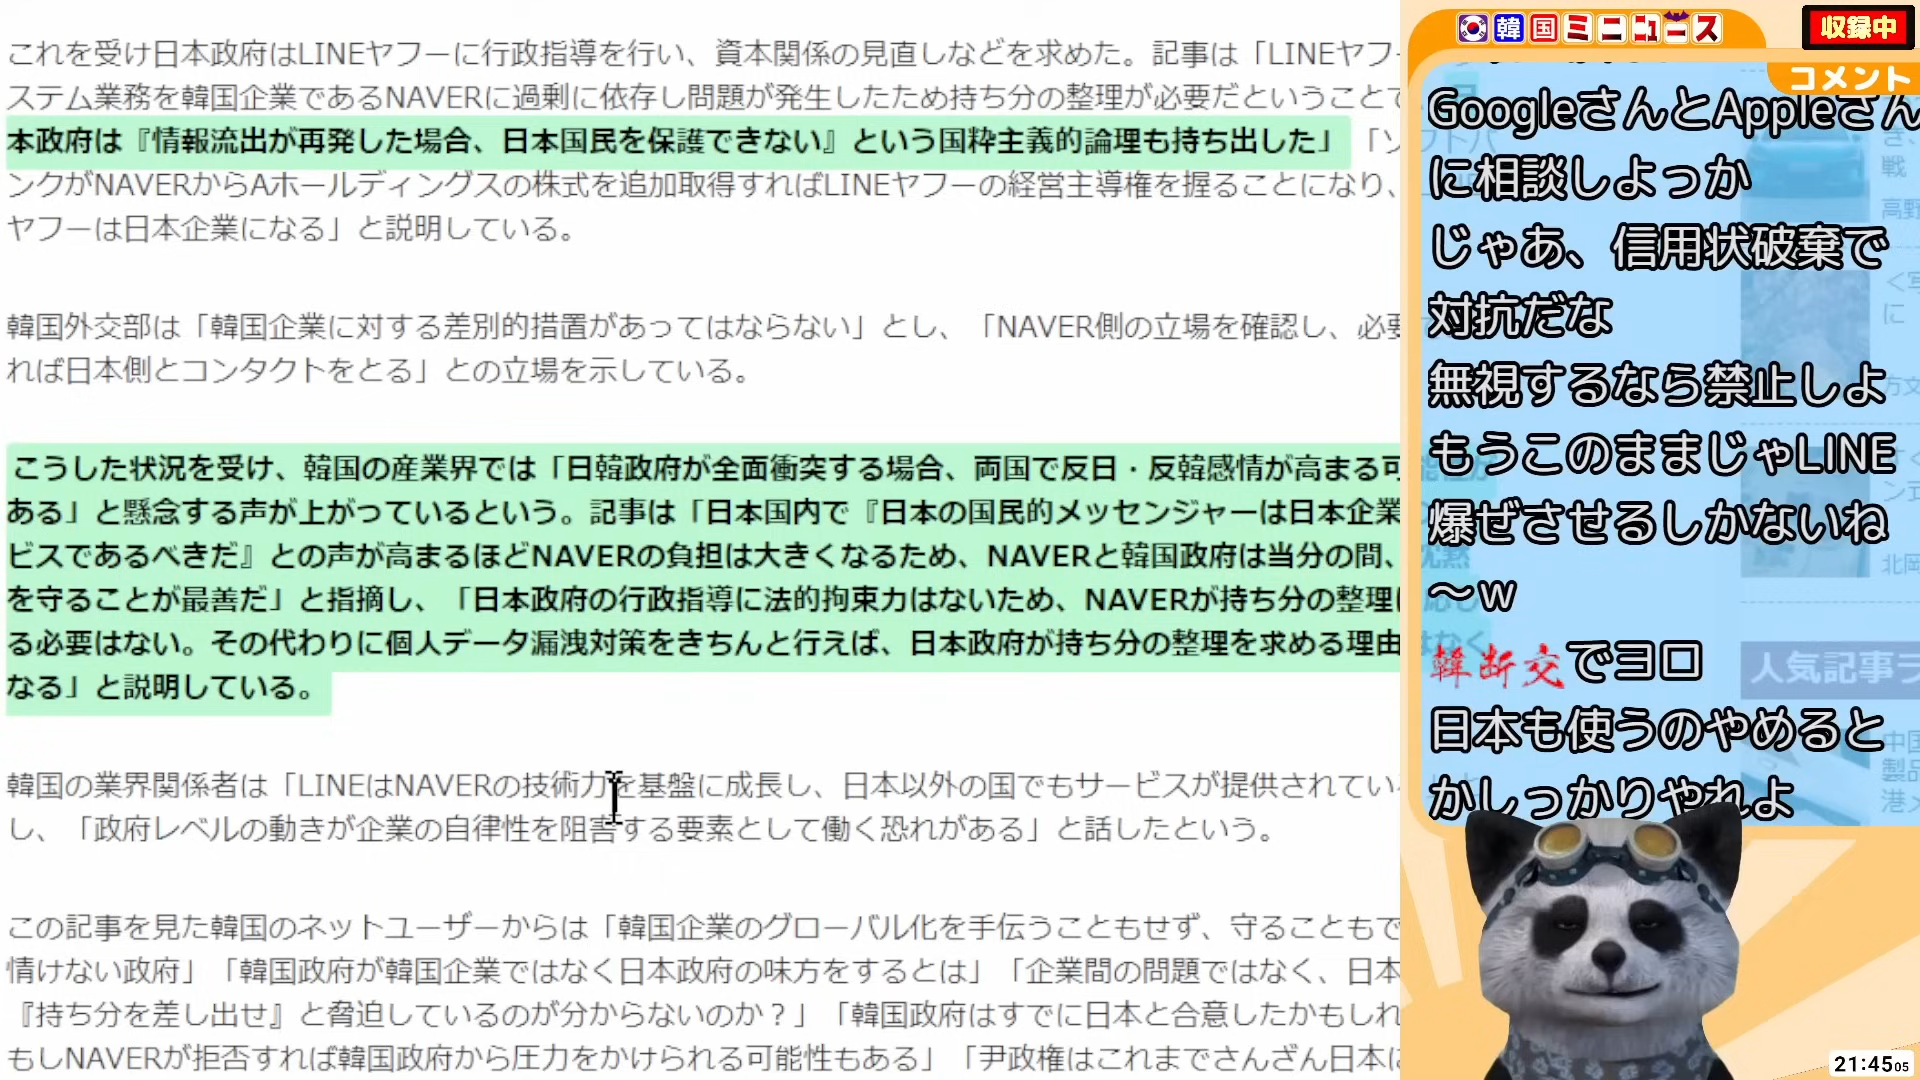 これを受け日本政府はLINEヤフーに行政指導を行い、資本関係の見直しなどを求めた。記事は「LINEヤフー
ステム業務を韓国企業であるNAVERに過剰に依存し問題が発生したため持ち分の整理が必要だということで
本政府は『情報流出が再発した場合、日本国民を保護できない』という国粋主義的論理も持ち出した」「ソフトバ
ンクがNAVERからAホールディングスの株式を追加取得すればLINEヤフーの経営主導権を握ることになり、
ヤフーは日本企業になる」と説明している。
韓国外交部は「韓国企業に対する差別的措置があってはならない」とし、「NAVER側の立場を確認し、必要
れば日本側とコンタクトをとる」との立場を示している。
こうした状況を受け、韓国の産業界では「日韓政府が全面衝突する場合、両国で反日・反韓感情が高まる可能性が
ある」と懸念する声が上がっているという。記事は「日本国内で『日本の国民的メッセンジャーは日本企業
ビスであるべきだ』との声が高まるほどNAVERの負担は大きくなるため、NAVERと韓国政府は当分の間、沈黙
を守ることが最善だ」と指摘し、「日本政府の行政指導に法的拘束力はないため、NAVERが持ち分の整理に応じ
る必要はない。その代わりに個人データ漏洩対策をきちんと行えば、日本政府が持ち分の整理を求める理由はなく
なる」と説明している。
韓国の業界関係者は「LINEはNAVERの技術力を基盤に成長し、日本以外の国でもサービスが提供されてい
し、「政府レベルの動きが企業の自律性を阻害する要素として働く恐れがある」と話したという。
この記事を見た韓国のネットユーザーからは「韓国企業のグローバル化を手伝うこともせず、守ることもで
情けない政府」「韓国政府が韓国企業ではなく日本政府の味方をするとは」「企業間の問題ではなく、日本
『持ち分を差し出せ』と脅迫しているのが分からないのか？」「韓国政府はすでに日本と合意したかもしれ
もしNAVERが拒否すれば韓国政府から圧力をかけられる可能性もある」「尹政権はこれまでさんざん日本に
韓国ミニニュース
収録中
コメント
GoogleさんとAppleさん
に相談しよっか
じゃあ、信用状破棄で
対抗だな
無視するなら禁止しよ
もうこのままじゃLINE
爆ぜさせるしかないね
～w
韓断交でヨロ
日本も使うのやめると
かしっかりやれよ
人気記事ラ
21:45 05